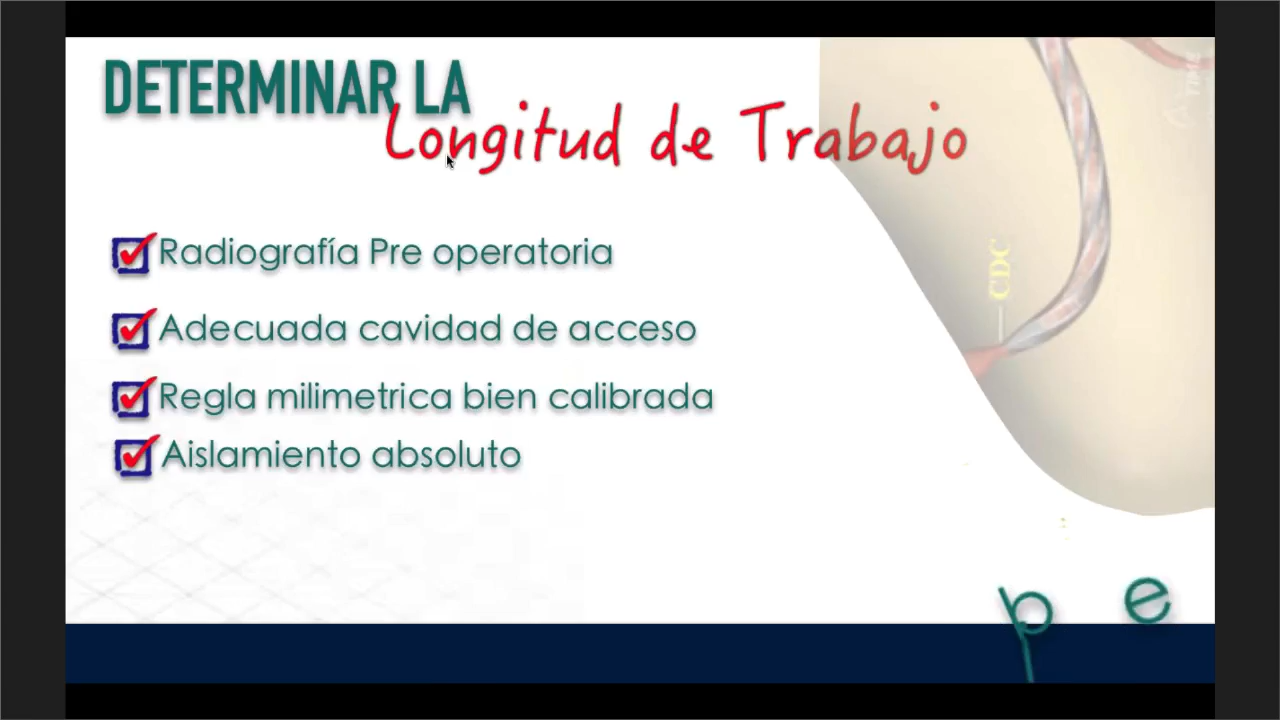 DETERMINAR LA
Longitud de Trabajo
Radiografía Pre operatoria
Adecuada cavidad de acceso
Regla milimetrica bien calibrada
Aislamiento absoluto
CDC
p e